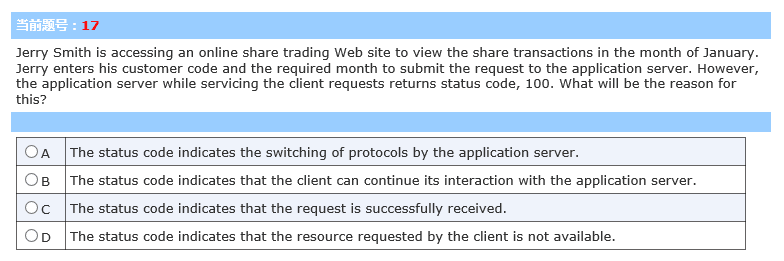 当前题号：17
Jerry Smith is accessing an online share trading Web site to view the share transactions in the month of January.
Jerry enters his customer code and the required month to submit the request to the application server. However,
the application server while servicing the client requests returns status code, 100. What will be the reason for
this?
A The status code indicates the switching of protocols by the application server.
B The status code indicates that the client can continue its interaction with the application server.
C The status code indicates that the request is successfully received.
D The status code indicates that the resource requested by the client is not available.